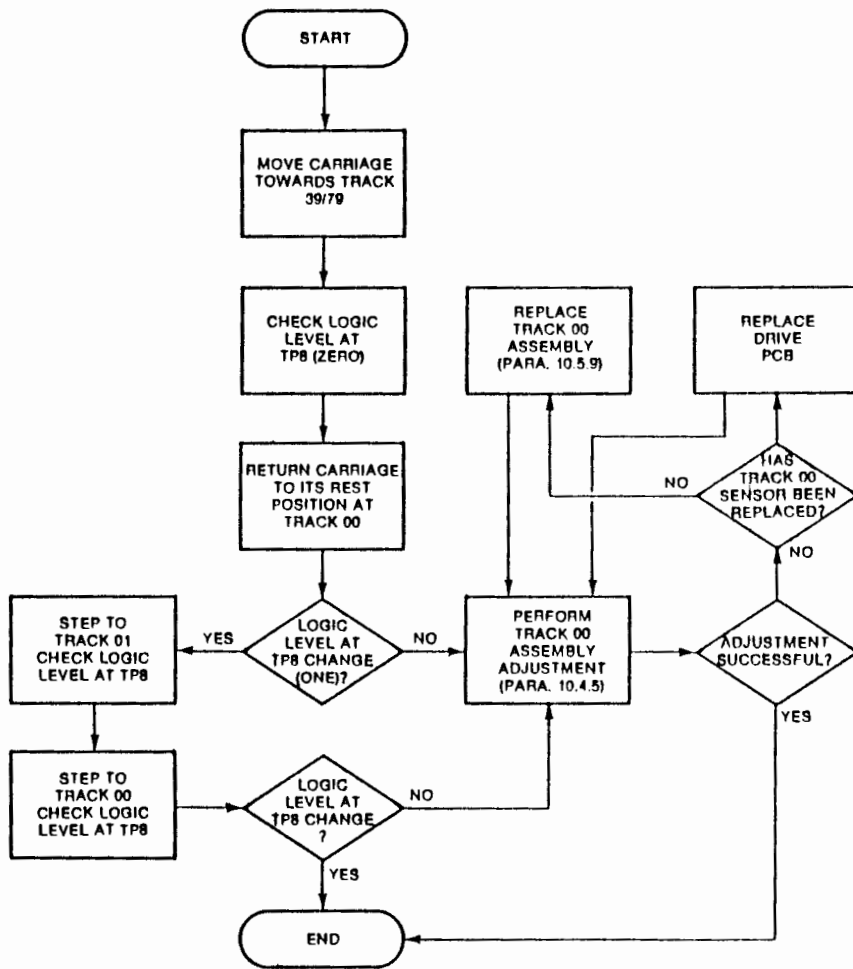 START
MOVE CARRIAGE
TOWARDS TRACK
39/79
CHECK LOGIC
LEVEL AT
TP8 (ZERO)
REPLACE
TRACK 00
ASSEMBLY
(PARA. 10.5.9)
REPLACE
DRIVE
PCB
RETURN CARRIAGE
TO ITS REST
POSITION AT
TRACK 00
NO
HAS
TRACK 00
SENSOR BEEN
REPLACED?
NO
STEP TO
TRACK 01
CHECK LOGIC
LEVEL AT TP8
YES
LOGIC
LEVEL AT
TP8 CHANGE
(ONE)?
NO
PERFORM
TRACK 00
ASSEMBLY
ADJUSTMENT
(PARA. 10.4.5)
ADJUSTMENT
SUCCESSFUL?
YES
STEP TO
TRACK 00
CHECK LOGIC
LEVEL AT TP8
LOGIC
LEVEL AT
TP8 CHANGE
?
NO
YES
END